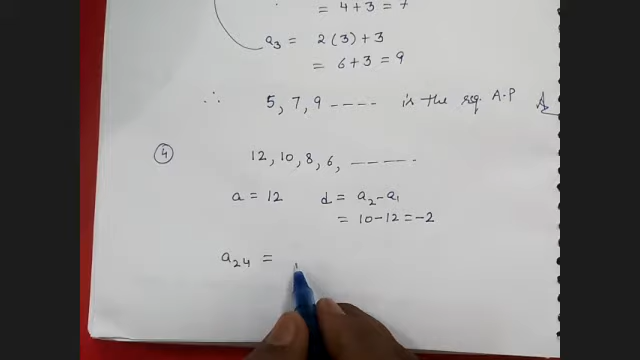 = 4 + 3 = 7
a3 = 2(3) + 3
= 6 + 3 = 9
∴ 5, 7, 9 ---- is the req. A.P
④ 12, 10, 8, 6, -----
a = 12 d = a2 - a1
= 10 - 12 = -2
a24 =